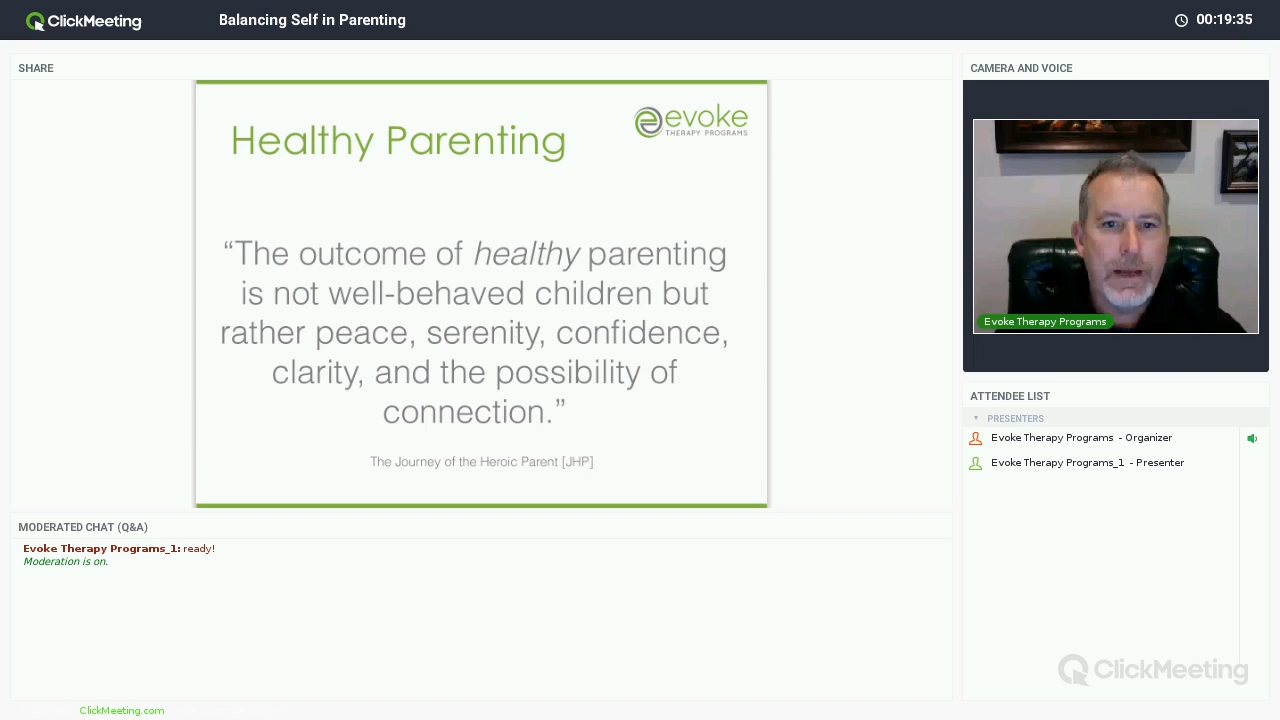 ClickMeeting
Balancing Self in Parenting
00:19:35
SHARE
evoke
THERAPY PROGRAMS
Healthy Parenting
“The outcome of healthy parenting
is not well-behaved children but
rather peace, serenity, confidence,
clarity, and the possibility of
connection.”
The Journey of the Heroic Parent [JHP]
MODERATED CHAT (Q&A)
Evoke Therapy Programs_1: ready!
Moderation is on.
CAMERA AND VOICE
Evoke Therapy Programs
ATTENDEE LIST
PRESENTERS
Evoke Therapy Programs - Organizer
Evoke Therapy Programs_1 - Presenter
ClickMeeting
ClickMeeting.com